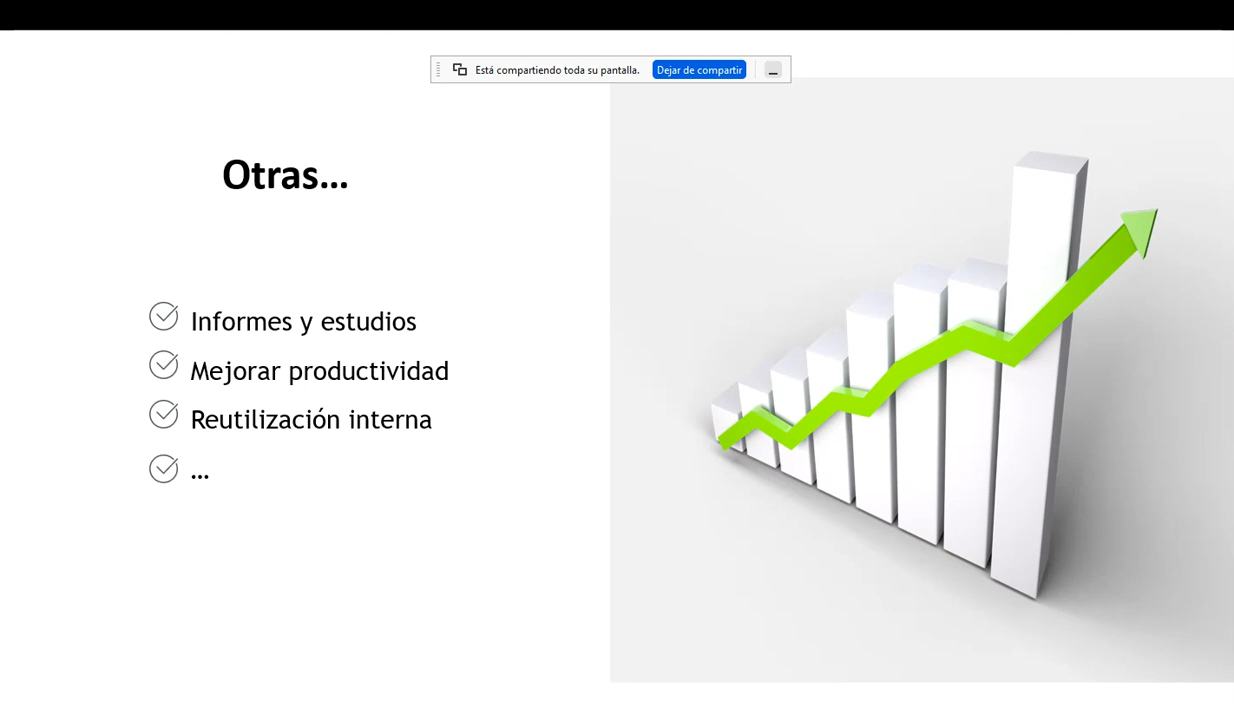 Está compartiendo toda su pantalla. Dejar de compartir
Otras...
Informes y estudios
Mejorar productividad
Reutilización interna
...